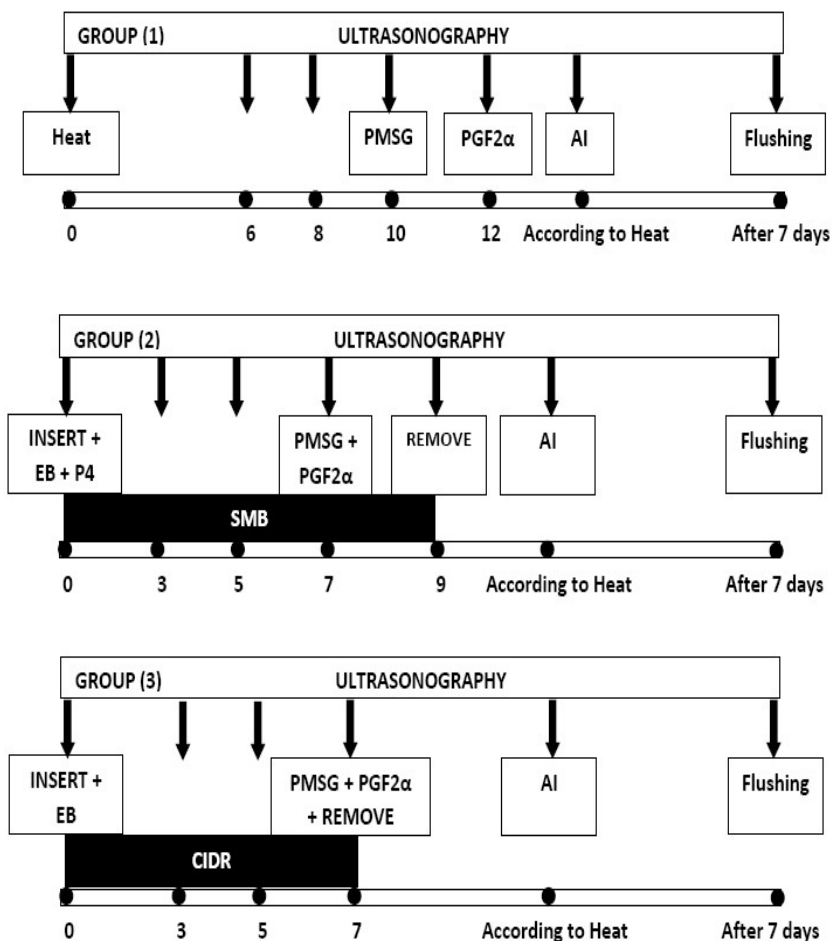 GROUP (1) ULTRASONOGRAPHY
Heat PMSG PGF2α AI Flushing
0 6 8 10 12 According to Heat After 7 days
GROUP (2) ULTRASONOGRAPHY
INSERT +
EB + P4
PMSG +
PGF2α
REMOVE AI Flushing
SMB
0 3 5 7 9 According to Heat After 7 days
GROUP (3) ULTRASONOGRAPHY
INSERT +
EB
PMSG + PGF2α
+ REMOVE
AI Flushing
CIDR
0 3 5 7 According to Heat After 7 days